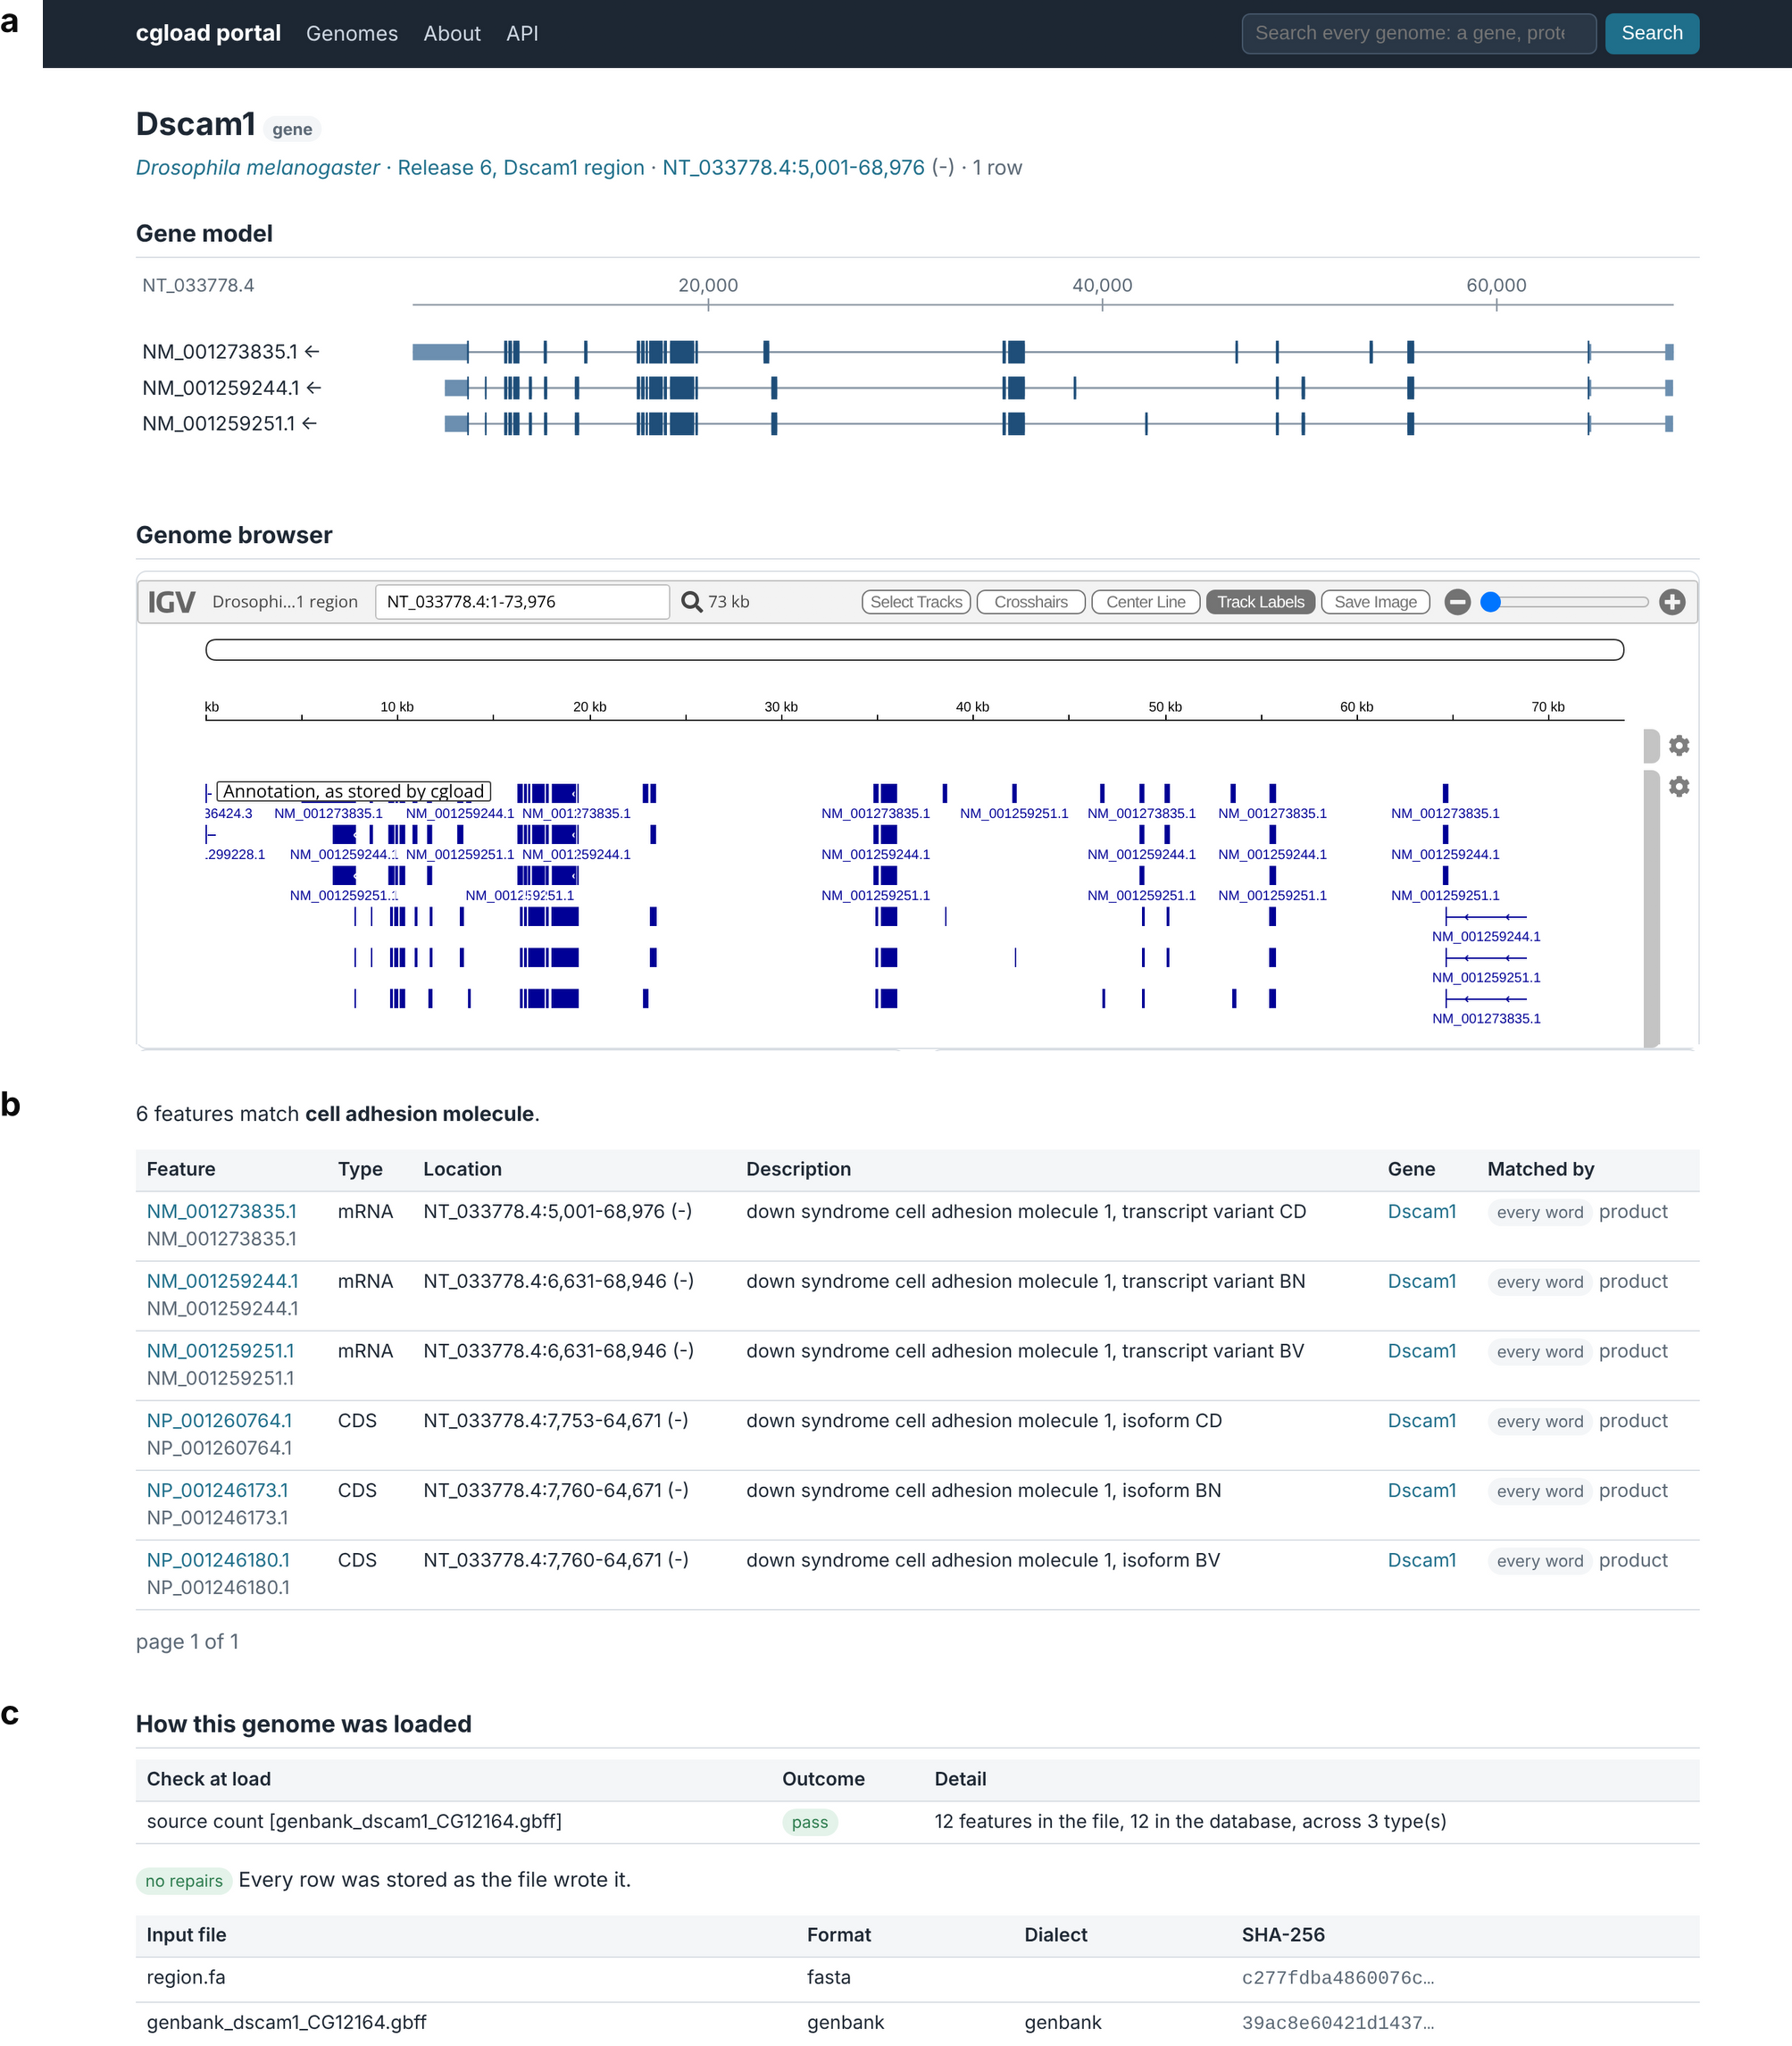 a
cgload portal Genomes About API Search every genome: a gene, prote Search
Dscam1 gene
Drosophila melanogaster · Release 6, Dscam1 region · NT_033778.4:5,001-68,976 (-) · 1 row
Gene model
NT_033778.4 20,000 40,000 60,000
NM_001273835.1 ←
NM_001259244.1 ←
NM_001259251.1 ←
Genome browser
IGV Drosophi...1 region NT_033778.4:1-73,976 73 kb Select Tracks Crosshairs Center Line Track Labels Save Image
kb 10 kb 20 kb 30 kb 40 kb 50 kb 60 kb 70 kb
Annotation, as stored by cgload
36424.3 NM_001273835.1 NM_001259244.1 NM_001273835.1 NM_001273835.1 NM_001259251.1 NM_001273835.1 NM_001273835.1 NM_001273835.1
.299228.1 NM_001259244.1 NM_001259251.1 NM_001259244.1 NM_001259244.1 NM_001259244.1 NM_001259244.1 NM_001259244.1
NM_001259251.1 NM_001259251.1 NM_001259251.1 NM_001259251.1 NM_001259251.1 NM_001259251.1
NM_001259244.1
NM_001259251.1
NM_001273835.1
b
6 features match cell adhesion molecule.
Feature Type Location Description Gene Matched by
NM_001273835.1 mRNA NT_033778.4:5,001-68,976 (-) down syndrome cell adhesion molecule 1, transcript variant CD Dscam1 every word product
NM_001273835.1
NM_001259244.1 mRNA NT_033778.4:6,631-68,946 (-) down syndrome cell adhesion molecule 1, transcript variant BN Dscam1 every word product
NM_001259244.1
NM_001259251.1 mRNA NT_033778.4:6,631-68,946 (-) down syndrome cell adhesion molecule 1, transcript variant BV Dscam1 every word product
NM_001259251.1
NP_001260764.1 CDS NT_033778.4:7,753-64,671 (-) down syndrome cell adhesion molecule 1, isoform CD Dscam1 every word product
NP_001260764.1
NP_001246173.1 CDS NT_033778.4:7,760-64,671 (-) down syndrome cell adhesion molecule 1, isoform BN Dscam1 every word product
NP_001246173.1
NP_001246180.1 CDS NT_033778.4:7,760-64,671 (-) down syndrome cell adhesion molecule 1, isoform BV Dscam1 every word product
NP_001246180.1
page 1 of 1
c
How this genome was loaded
Check at load Outcome Detail
source count [genbank_dscam1_CG12164.gbff] pass 12 features in the file, 12 in the database, across 3 type(s)
no repairs Every row was stored as the file wrote it.
Input file Format Dialect SHA-256
region.fa fasta c277fdba4860076c…
genbank_dscam1_CG12164.gbff genbank genbank 39ac8e60421d1437…